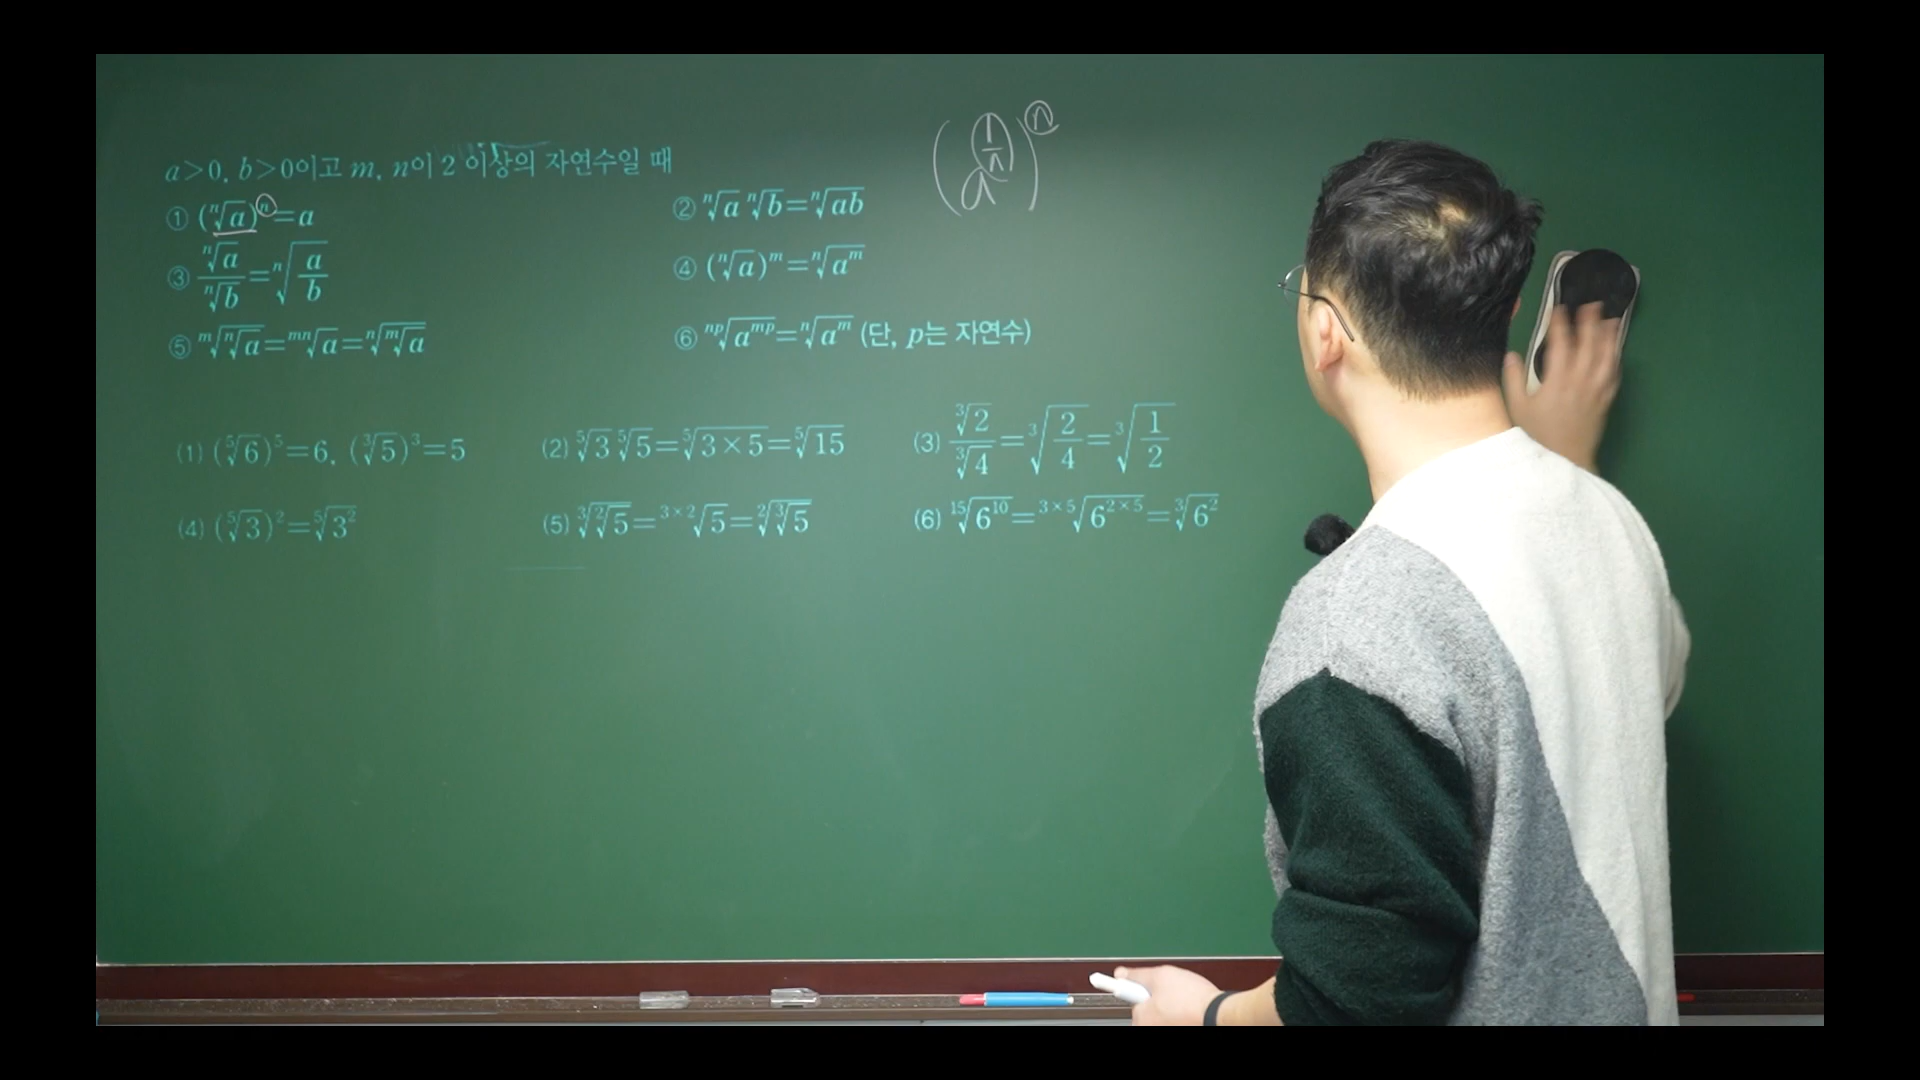 a>0, b>0이고 m, n이 2 이상의 자연수일 때
① (ⁿ√a)ⁿ=a
② ⁿ√a ⁿ√b=ⁿ√ab
③ ⁿ√a/ⁿ√b=ⁿ√(a/b)
④ (ⁿ√a)ᵐ=ⁿ√aᵐ
⑤ ᵐ√ⁿ√a=ᵐⁿ√a=ⁿ√ᵐ√a
⑥ ⁿᵖ√aᵐᵖ=ⁿ√aᵐ (단, p는 자연수)
(a^(1/n))ⁿ
(1) (⁵√6)⁵=6, (³√5)³=5
(2) ⁵√3 ⁵√5=⁵√3×5=⁵√15
(3) ³√2/³√4=³√(2/4)=³√(1/2)
(4) (⁵√3)²=⁵√3²
(5) ³√²√5=³ˣ²√5=²√³√5
(6) ¹⁵√6¹⁰=³ˣ⁵√6²ˣ⁵=³√6²